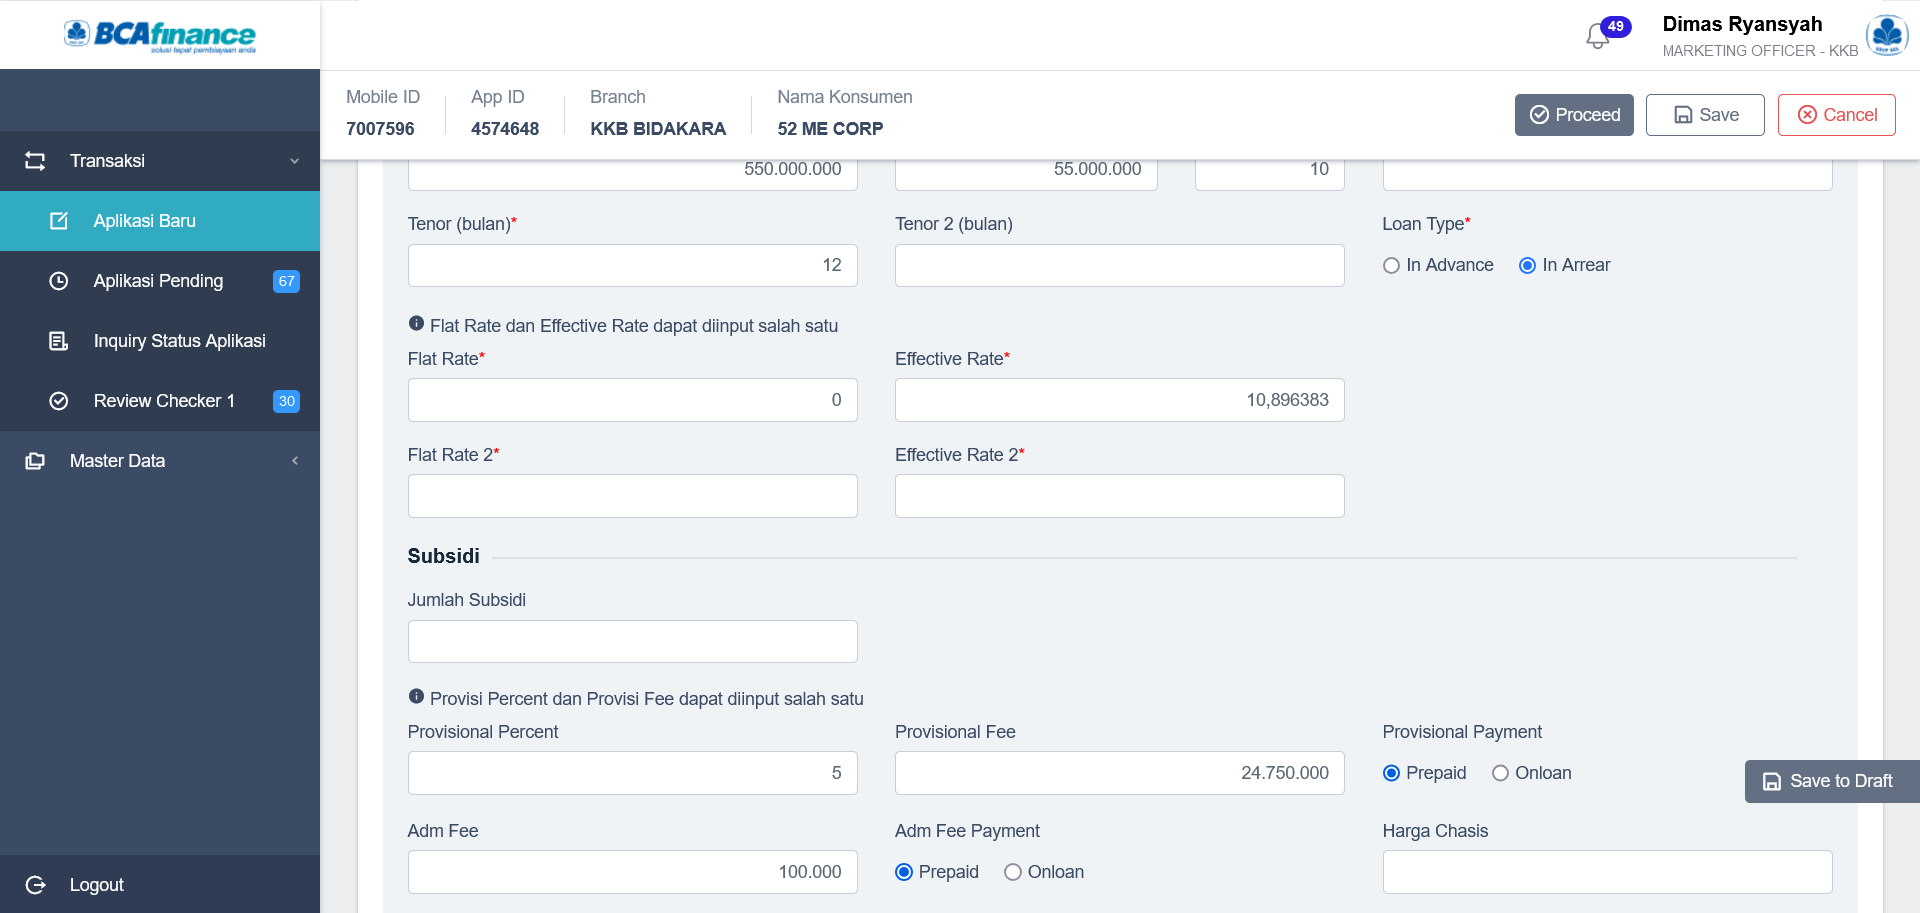 BCAfinance
solusi tepat pembiayaan anda
49
Dimas Ryansyah
MARKETING OFFICER - KKB
Mobile ID
7007596
App ID
4574648
Branch
KKB BIDAKARA
Nama Konsumen
52 ME CORP
Proceed
Save
Cancel
Transaksi
Aplikasi Baru
Aplikasi Pending 67
Inquiry Status Aplikasi
Review Checker 1 30
Master Data
Logout
550.000.000
55.000.000
10
Tenor (bulan)*
12
Tenor 2 (bulan)
Loan Type*
In Advance In Arrear
Flat Rate dan Effective Rate dapat diinput salah satu
Flat Rate*
0
Effective Rate*
10,896383
Flat Rate 2*
Effective Rate 2*
Subsidi
Jumlah Subsidi
Provisi Percent dan Provisi Fee dapat diinput salah satu
Provisional Percent
5
Provisional Fee
24.750.000
Provisional Payment
Prepaid Onloan
Save to Draft
Adm Fee
100.000
Adm Fee Payment
Prepaid Onloan
Harga Chasis